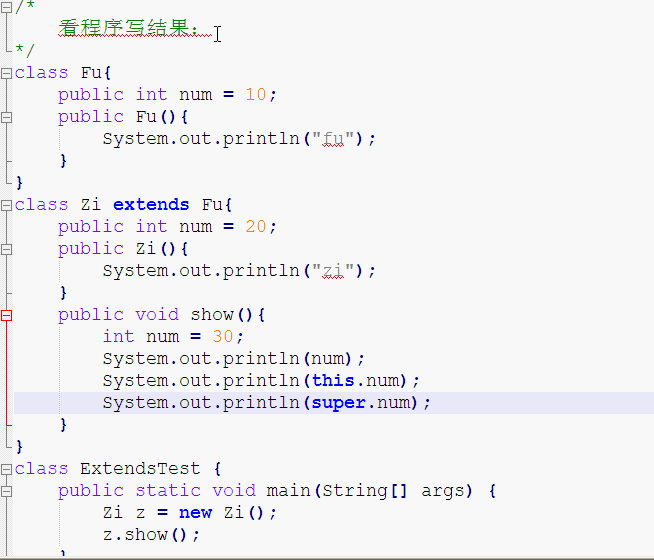 /*
看程序写结果：
*/
class Fu{
public int num = 10;
public Fu(){
System.out.println("fu");
}
}
class Zi extends Fu{
public int num = 20;
public Zi(){
System.out.println("zi");
}
public void show(){
int num = 30;
System.out.println(num);
System.out.println(this.num);
System.out.println(super.num);
}
}
class ExtendsTest {
public static void main(String[] args) {
Zi z = new Zi();
z.show();